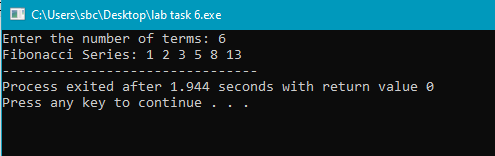 C:\Users\sbc\Desktop\lab task 6.exe
Enter the number of terms: 6
Fibonacci Series: 1 2 3 5 8 13
--------------------------------
Process exited after 1.944 seconds with return value 0
Press any key to continue . . .